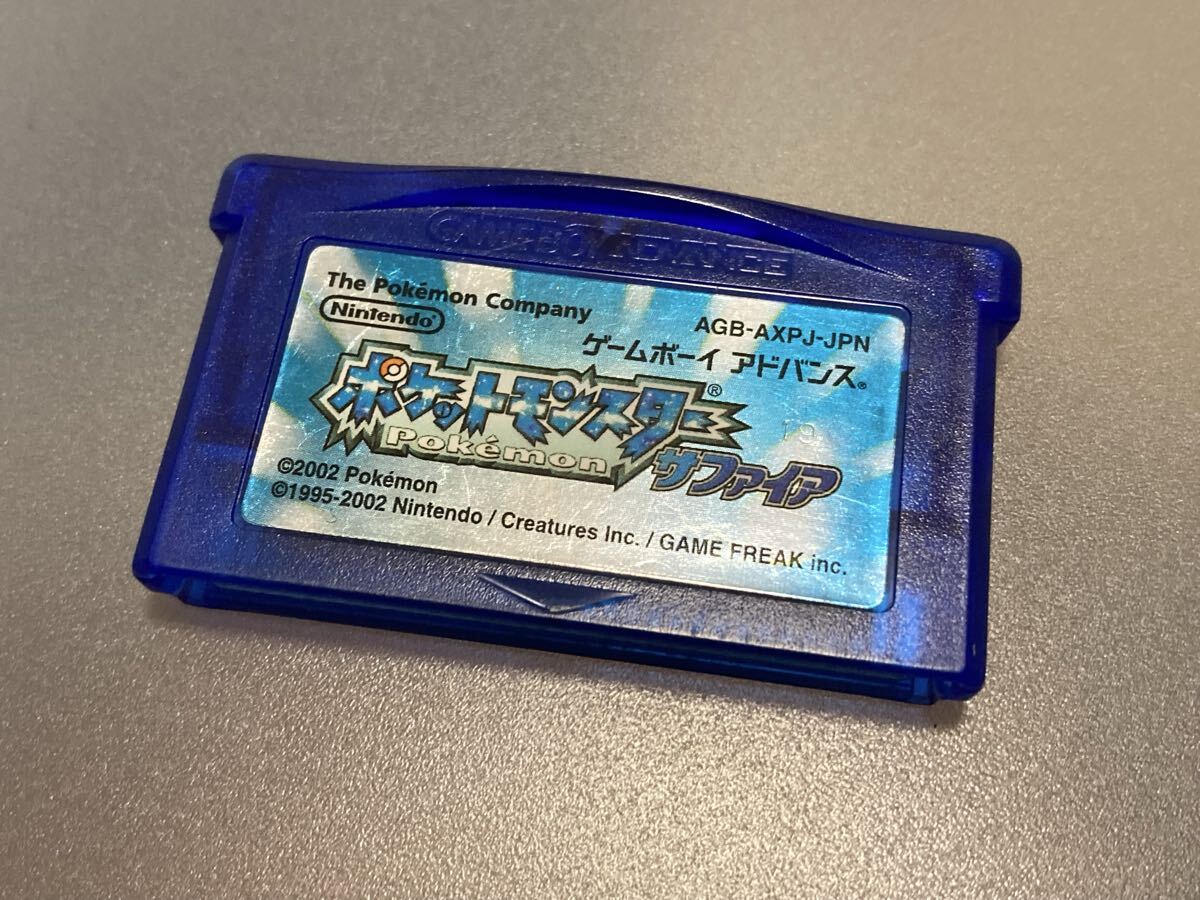 GAME BOY ADVANCE
The Pokémon Company
Nintendo®
AGB-AXPJ-JPN
ゲームボーイ アドバンス®
ポケットモンスター®
Pokémon
サファイア
©2002 Pokémon
©1995-2002 Nintendo / Creatures Inc. / GAME FREAK inc.